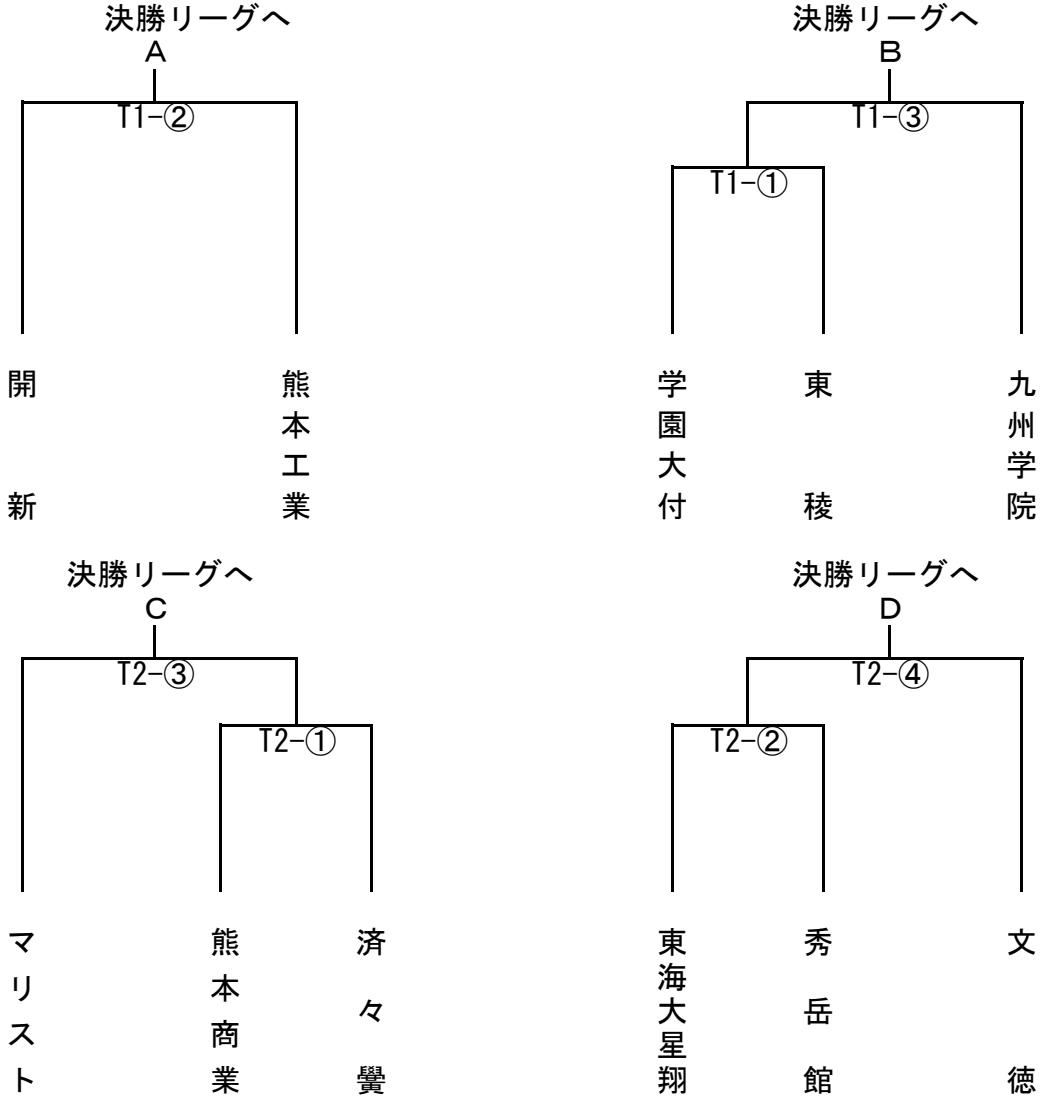 決勝リーグへ
A
T1-②
開新
熊本工業
決勝リーグへ
B
T1-③
T1-①
学園大付
東稜
九州学院
決勝リーグへ
C
T2-③
T2-①
マリスト
熊本商業
済々黌
決勝リーグへ
D
T2-④
T2-②
東海大星翔
秀岳館
文徳